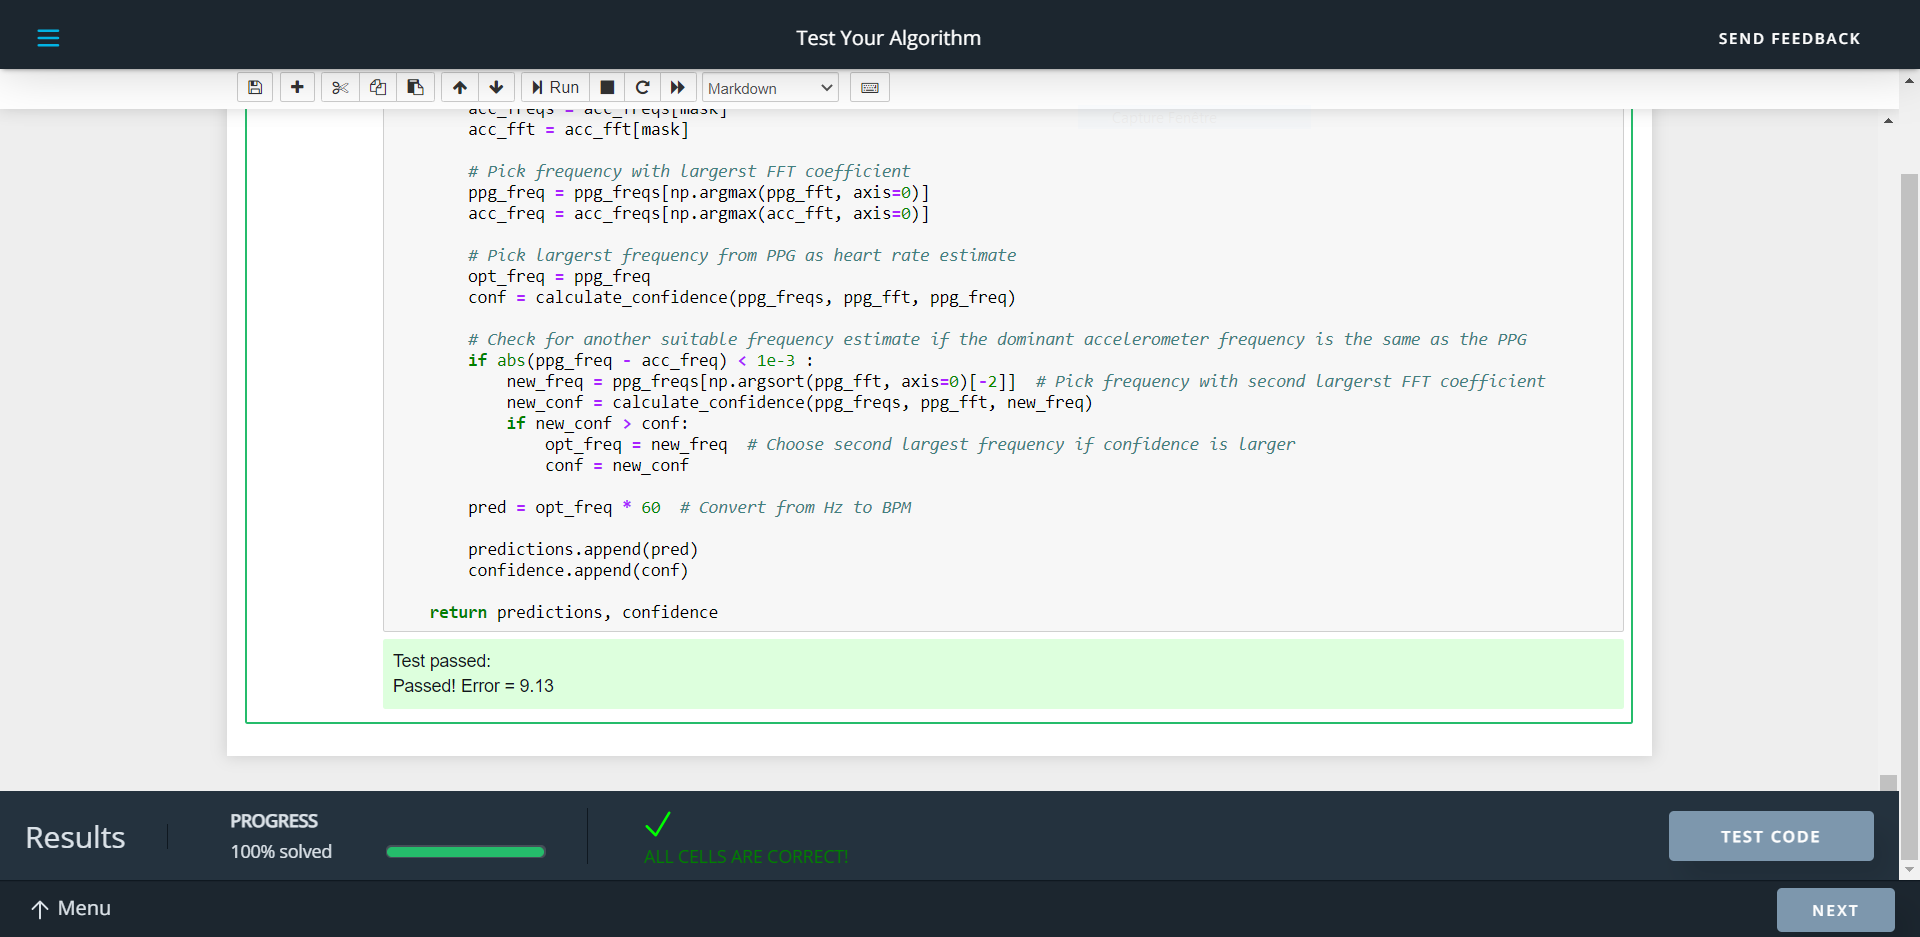 Test Your Algorithm
SEND FEEDBACK
Run
Markdown
acc_freqs = acc_freqs[mask]
acc_fft = acc_fft[mask]
# Pick frequency with largerst FFT coefficient
ppg_freq = ppg_freqs[np.argmax(ppg_fft, axis=0)]
acc_freq = acc_freqs[np.argmax(acc_fft, axis=0)]
# Pick largerst frequency from PPG as heart rate estimate
opt_freq = ppg_freq
conf = calculate_confidence(ppg_freqs, ppg_fft, ppg_freq)
# Check for another suitable frequency estimate if the dominant accelerometer frequency is the same as the PPG
if abs(ppg_freq - acc_freq) < 1e-3 :
new_freq = ppg_freqs[np.argsort(ppg_fft, axis=0)[-2]]  # Pick frequency with second largerst FFT coefficient
new_conf = calculate_confidence(ppg_freqs, ppg_fft, new_freq)
if new_conf > conf:
opt_freq = new_freq  # Choose second largest frequency if confidence is larger
conf = new_conf
pred = opt_freq * 60  # Convert from Hz to BPM
predictions.append(pred)
confidence.append(conf)
return predictions, confidence
Test passed:
Passed! Error = 9.13
Results
PROGRESS
100% solved
ALL CELLS ARE CORRECT!
TEST CODE
Menu
NEXT